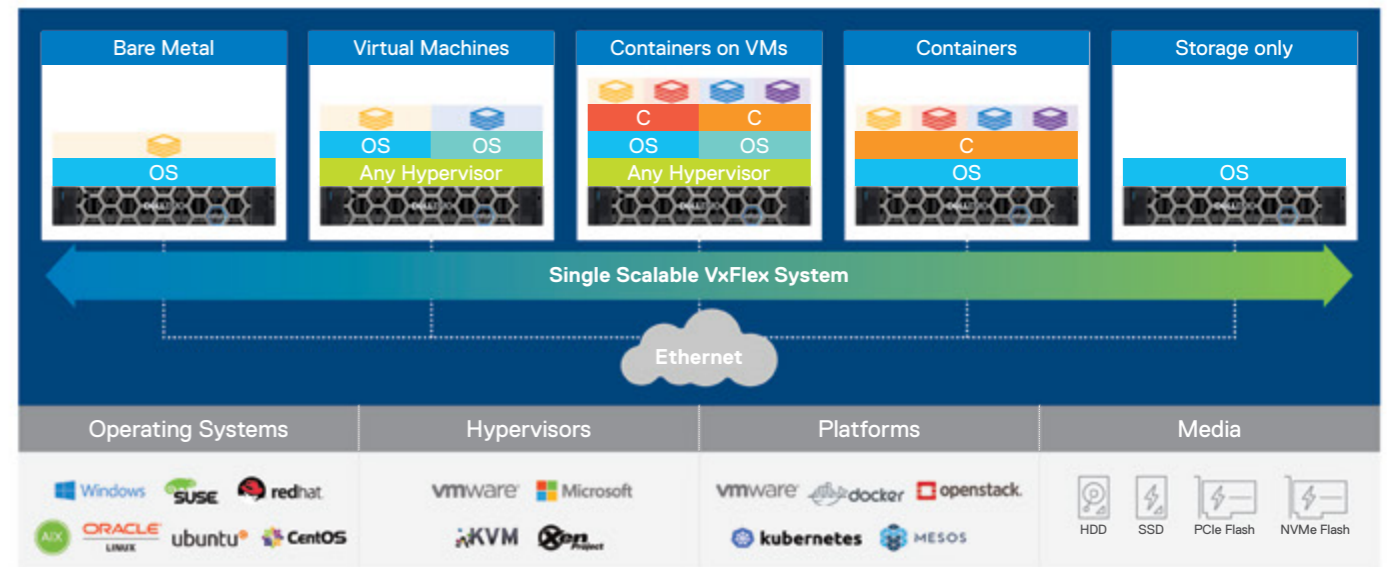 Bare Metal
Virtual Machines
Containers on VMs
Containers
Storage only
OS
OS OS
Any Hypervisor
C C
OS OS
Any Hypervisor
C
OS
OS
Single Scalable VxFlex System
Ethernet
Operating Systems
Hypervisors
Platforms
Media
Windows SUSE redhat.
AIX ORACLE LINUX ubuntu CentOS
vmware Microsoft
KVM Xen Project
vmware docker openstack.
kubernetes MESOS
HDD SSD PCIe Flash NVMe Flash